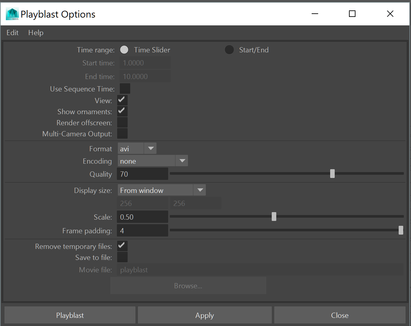 Playblast Options
Edit Help
Time range: Time Slider Start/End
Start time: 1.0000
End time: 10.0000
Use Sequence Time:
View:
Show ornaments:
Render offscreen:
Multi-Camera Output:
Format avi
Encoding none
Quality 70
Display size: From window
256 256
Scale: 0.50
Frame padding: 4
Remove temporary files:
Save to file:
Movie file: playblast
Browse...
Playblast Apply Close